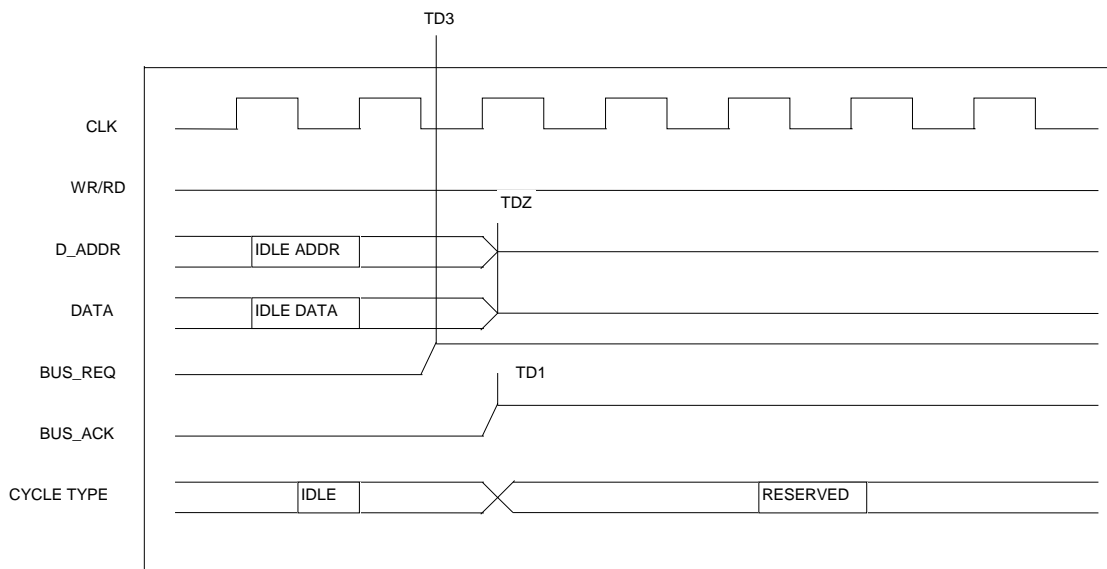 TD3
CLK
WR/RD
TDZ
D_ADDR
IDLE ADDR
DATA
IDLE DATA
BUS_REQ
TD1
BUS_ACK
CYCLE TYPE
IDLE
RESERVED